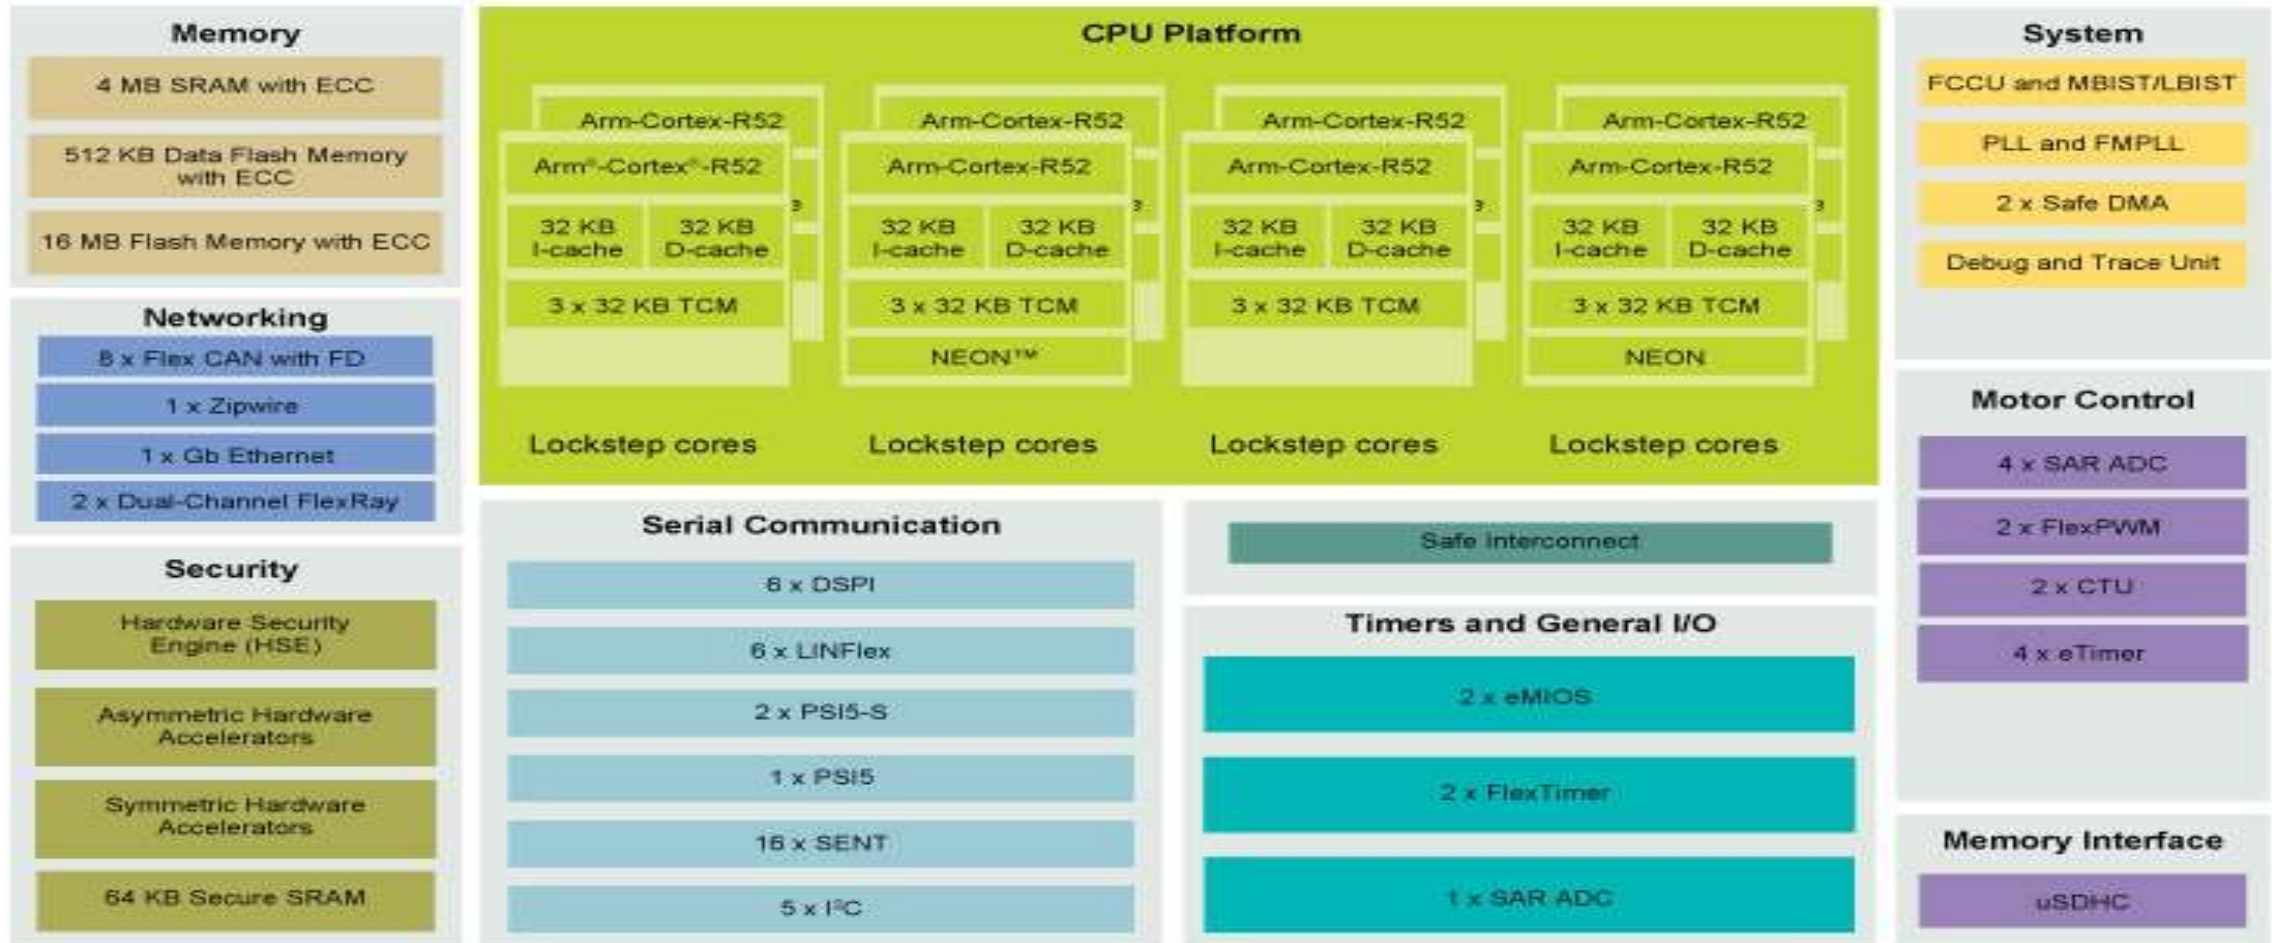 Memory
4 MB SRAM with ECC
512 KB Data Flash Memory
with ECC
16 MB Flash Memory with ECC
Networking
8 x Flex CAN with FD
1 x Zipwire
1 x Gb Ethernet
2 x Dual-Channel FlexRay
Security
Hardware Security
Engine (HSE)
Asymmetric Hardware
Accelerators
Symmetric Hardware
Accelerators
64 KB Secure SRAM
CPU Platform
Arm-Cortex-R52
Arm®-Cortex®-R52
32 KB
I-cache
32 KB
D-cache
3 x 32 KB TCM
Lockstep cores
Arm-Cortex-R52
Arm-Cortex-R52
32 KB
I-cache
32 KB
D-cache
3 x 32 KB TCM
NEON™
Lockstep cores
Arm-Cortex-R52
Arm-Cortex-R52
32 KB
I-cache
32 KB
D-cache
3 x 32 KB TCM
Lockstep cores
Arm-Cortex-R52
Arm-Cortex-R52
32 KB
I-cache
32 KB
D-cache
3 x 32 KB TCM
NEON
Lockstep cores
Serial Communication
6 x DSPI
6 x LINFlex
2 x PSI5-S
1 x PSI5
16 x SENT
5 x I²C
Safe Interconnect
Timers and General I/O
2 x eMIOS
2 x FlexTimer
1 x SAR ADC
System
FCCU and MBIST/LBIST
PLL and FMPLL
2 x Safe DMA
Debug and Trace Unit
Motor Control
4 x SAR ADC
2 x FlexPWM
2 x CTU
4 x eTimer
Memory Interface
uSDHC